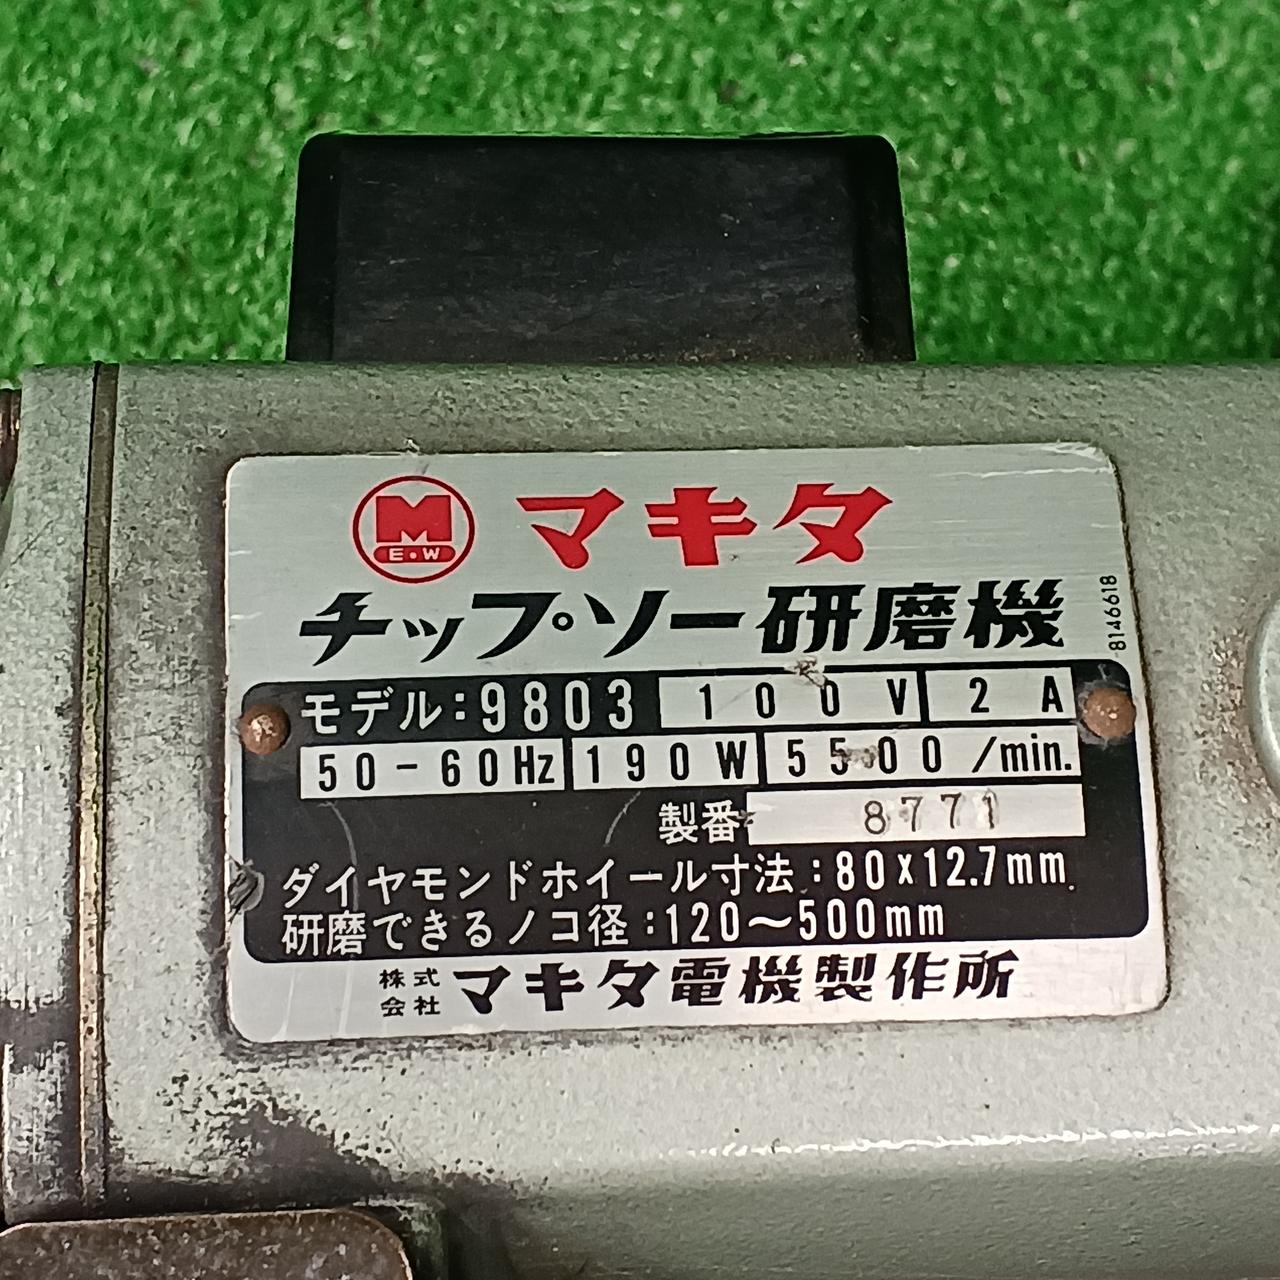 M
E・W
マキタ
チップ・ソー研磨機
8146618
モデル:9803 100V 2A
50-60Hz 190W 5500/min.
製番 8771
ダイヤモンドホイール寸法:80x12.7mm
研磨できるノコ径:120〜500mm
株式会社 マキタ電機製作所